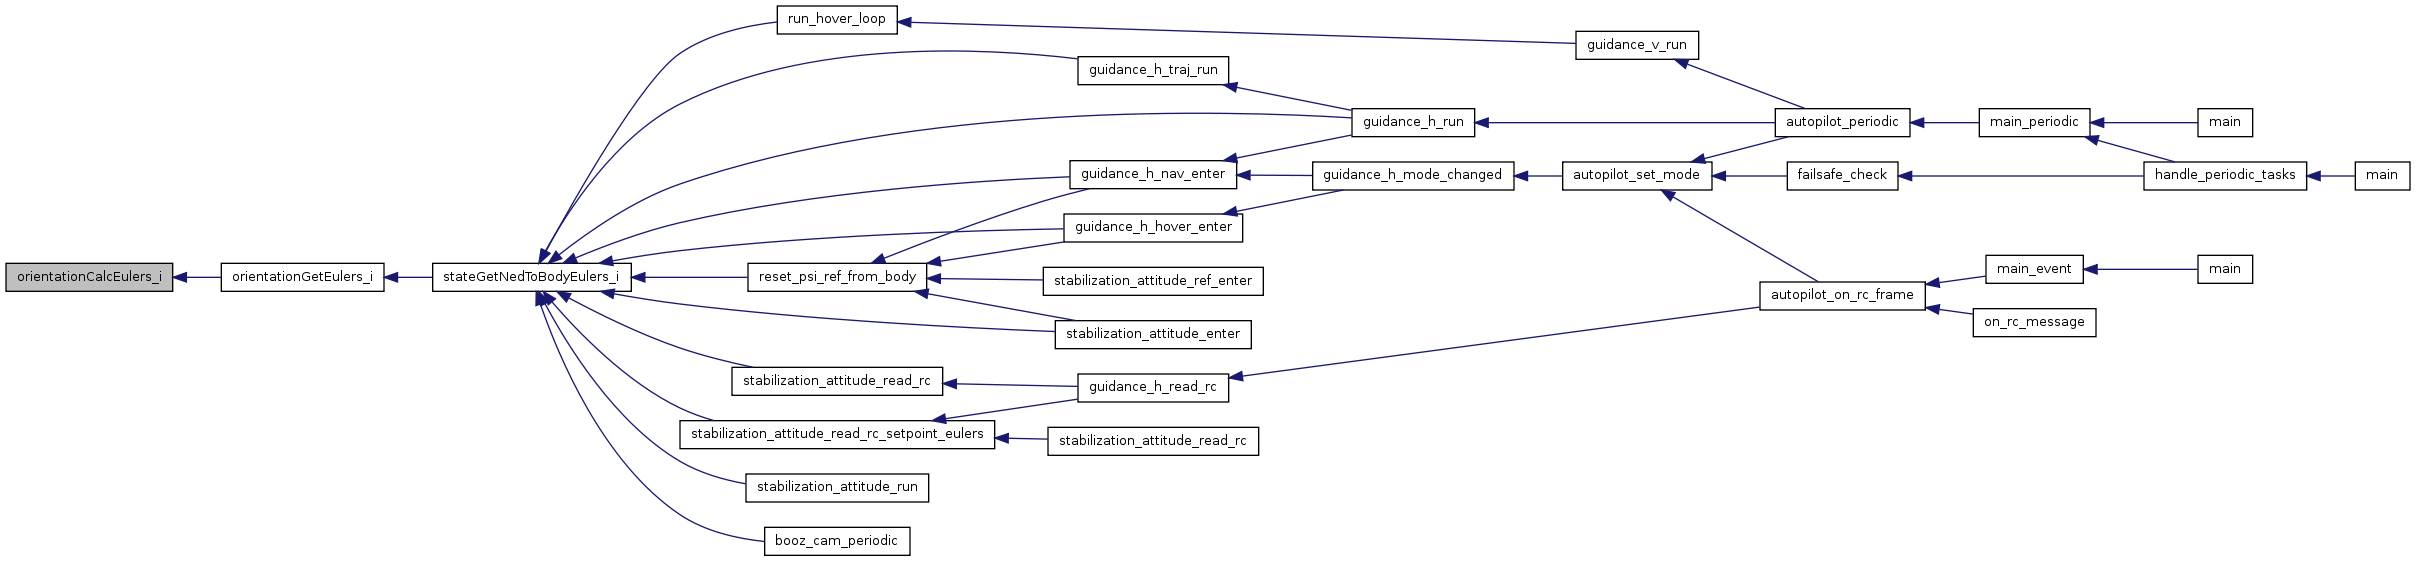 run_hover_loop
guidance_v_run
guidance_h_traj_run
guidance_h_run
autopilot_periodic
main_periodic
main
guidance_h_nav_enter
guidance_h_mode_changed
autopilot_set_mode
failsafe_check
handle_periodic_tasks
main
guidance_h_hover_enter
orientationCalcEulers_i
orientationGetEulers_i
stateGetNedToBodyEulers_i
reset_psi_ref_from_body
stabilization_attitude_ref_enter
main_event
main
autopilot_on_rc_frame
on_rc_message
stabilization_attitude_enter
stabilization_attitude_read_rc
guidance_h_read_rc
stabilization_attitude_read_rc_setpoint_eulers
stabilization_attitude_read_rc
stabilization_attitude_run
booz_cam_periodic